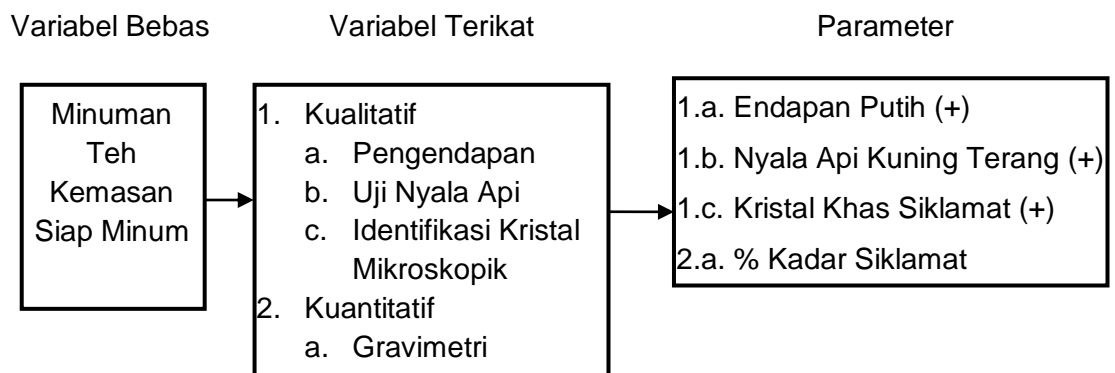 Variabel Bebas
Variabel Terikat
Parameter
Minuman
Teh
Kemasan
Siap Minum
1. Kualitatif
a. Pengendapan
b. Uji Nyala Api
c. Identifikasi Kristal
Mikroskopik
2. Kuantitatif
a. Gravimetri
1.a. Endapan Putih (+)
1.b. Nyala Api Kuning Terang (+)
1.c. Kristal Khas Siklamat (+)
2.a. % Kadar Siklamat